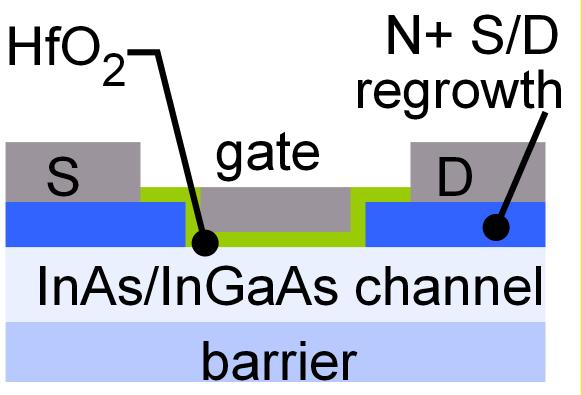 HfO₂
N+ S/D
regrowth
gate
S
D
InAs/InGaAs channel
barrier